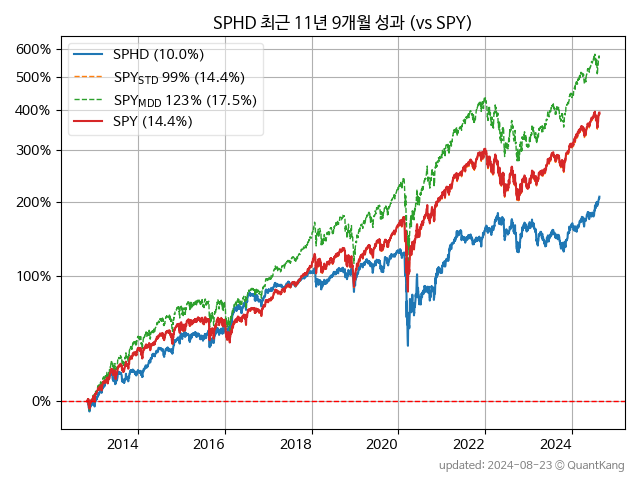 SPHD 최근 11년 9개월 성과 (vs SPY)
600%
500%
400%
300%
200%
100%
0%
SPHD (10.0%)
SPY_STD 99% (14.4%)
SPY_MDD 123% (17.5%)
SPY (14.4%)
2014 2016 2018 2020 2022 2024
updated: 2024-08-23 © QuantKang